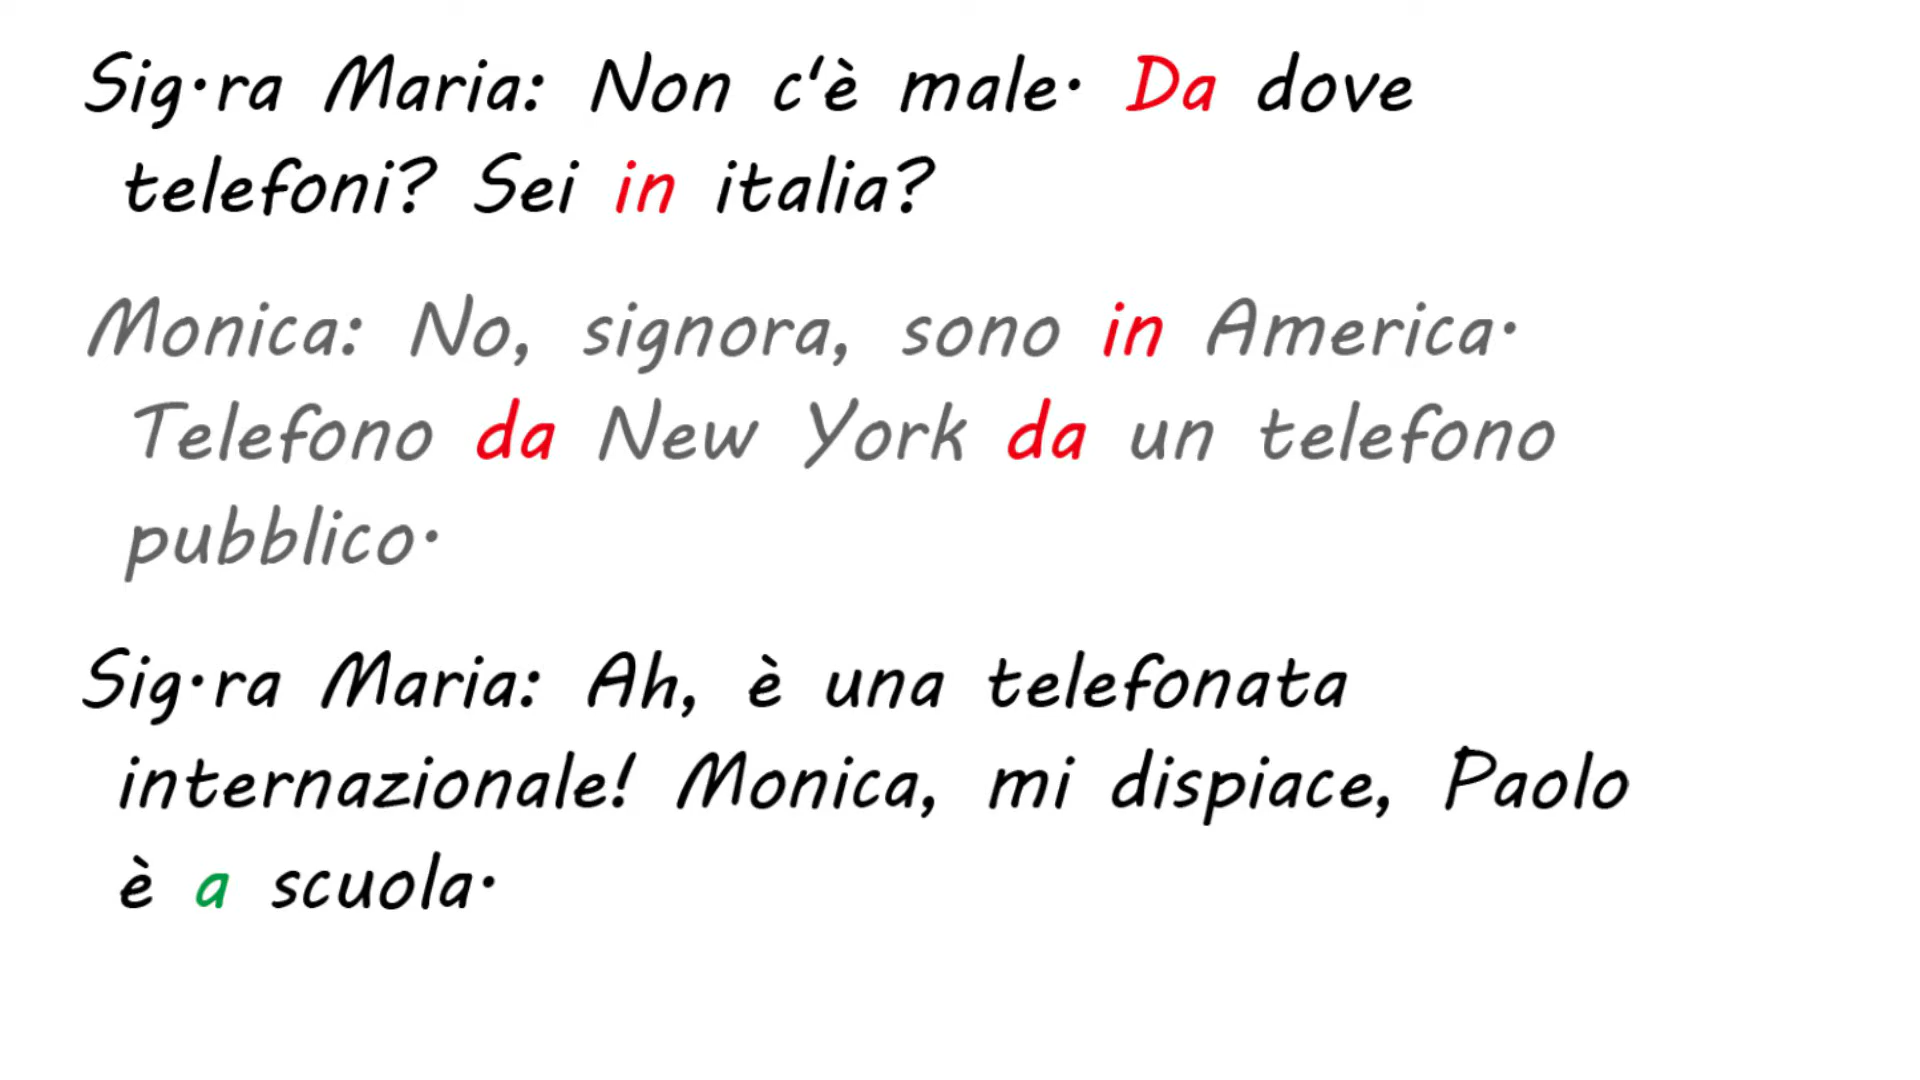 Sig.ra Maria: Non c'è male. Da dove
telefoni? Sei in italia?
Monica: No, signora, sono in America.
Telefono da New York da un telefono
pubblico.
Sig.ra Maria: Ah, è una telefonata
internazionale! Monica, mi dispiace, Paolo
è a scuola.